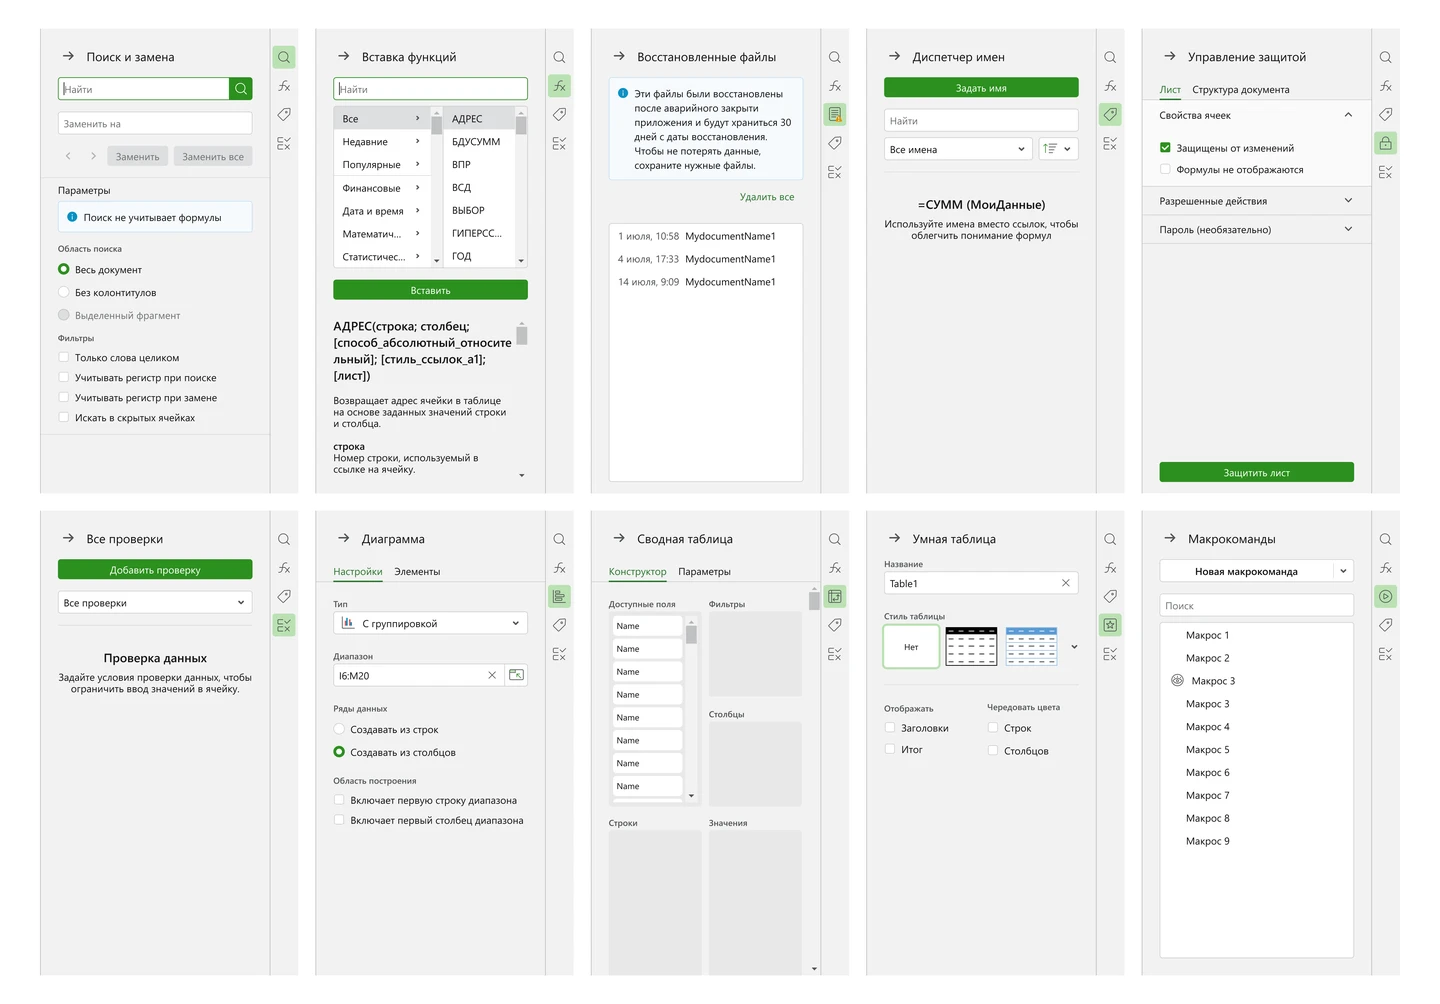 Поиск и замена
Найти
Заменить на
Заменить
Заменить все
Параметры
Поиск не учитывает формулы
Область поиска
Весь документ
Без колонтитулов
Выделенный фрагмент
Фильтры
Только слова целиком
Учитывать регистр при поиске
Учитывать регистр при замене
Искать в скрытых ячейках
Вставка функций
Найти
Все
Недавние
Популярные
Финансовые
Дата и время
Математич...
Статистичес...
АДРЕС
БДУСУММ
ВПР
ВСД
ВЫБОР
ГИПЕРСС...
ГОД
Вставить
АДРЕС(строка; столбец;
[способ_абсолютный_относите
льный]; [стиль_ссылок_a1];
[лист])
Возвращает адрес ячейки в таблице
на основе заданных значений строки
и столбца.
строка
Номер строки, используемый в
ссылке на ячейку.
Восстановленные файлы
Эти файлы были восстановлены
после аварийного закрыти
приложения и будут храниться 30
дней с даты восстановления.
Чтобы не потерять данные,
сохраните нужные файлы.
Удалить все
1 июля, 10:58 MydocumentName1
4 июля, 17:33 MydocumentName1
14 июля, 9:09 MydocumentName1
Диспетчер имен
Задать имя
Найти
Все имена
=СУММ (МоиДанные)
Используйте имена вместо ссылок, чтобы
облегчить понимание формул
Управление защитой
Лист Структура документа
Свойства ячеек
Защищены от изменений
Формулы не отображаются
Разрешенные действия
Пароль (необязательно)
Защитить лист
Все проверки
Добавить проверку
Все проверки
Проверка данных
Задайте условия проверки данных, чтобы
ограничить ввод значений в ячейку.
Диаграмма
Настройки Элементы
Тип
С группировкой
Диапазон
I6:M20
Ряды данных
Создавать из строк
Создавать из столбцов
Область построения
Включает первую строку диапазона
Включает первый столбец диапазона
Сводная таблица
Конструктор Параметры
Доступные поля
Name
Name
Name
Name
Name
Name
Name
Name
Фильтры
Столбцы
Строки
Значения
Умная таблица
Название
Table1
Стиль таблицы
Нет
Отображать
Заголовки
Итог
Чередовать цвета
Строк
Столбцов
Макрокоманды
Новая макрокоманда
Поиск
Макрос 1
Макрос 2
Макрос 3
Макрос 3
Макрос 4
Макрос 5
Макрос 6
Макрос 7
Макрос 8
Макрос 9